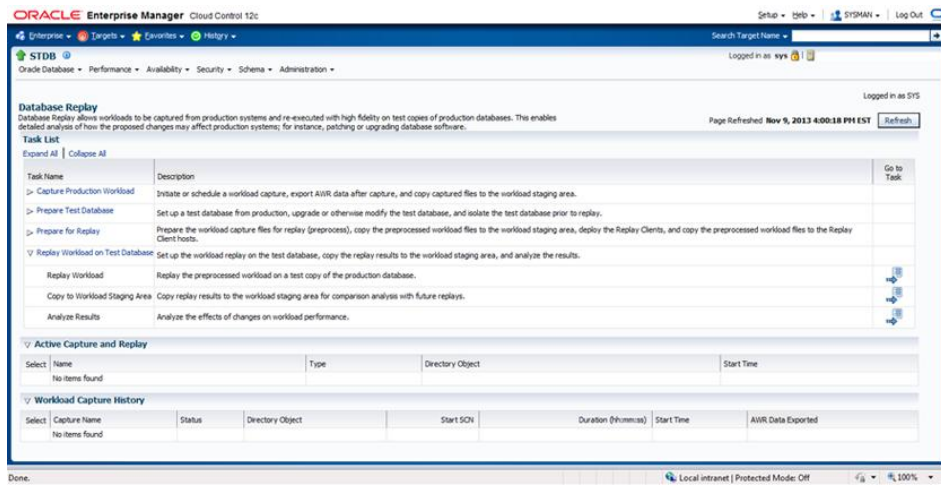 ORACLE Enterprise Manager Cloud Control 12c
Setup Help SYSMAN Log Out
Enterprise Targets Favorites History Search Target Name
STDB Logged in as sys
Oracle Database Performance Availability Security Schema Administration
Logged in as SYS
Database Replay
Database Replay allows workloads to be captured from production systems and re-executed with high fidelity on test copies of production databases. This enables
detailed analysis of how the proposed changes may affect production systems; for instance, patching or upgrading database software.
Page Refreshed Nov 9, 2013 4:00:18 PM EST Refresh
Task List
Expand All | Collapse All
Task Name Description Go to
Task
Capture Production Workload Initiate or schedule a workload capture, export AWR data after capture, and copy captured files to the workload staging area.
Prepare Test Database Set up a test database from production, upgrade or otherwise modify the test database, and isolate the test database prior to replay.
Prepare for Replay Prepare the workload capture files for replay (preprocess), copy the preprocessed workload files to the workload staging area, deploy the Replay Clients, and copy the preprocessed workload files to the Replay
Client hosts.
Replay Workload on Test Database Set up the workload replay on the test database, copy the replay results to the workload staging area, and analyze the results.
Replay Workload Replay the preprocessed workload on a test copy of the production database.
Copy to Workload Staging Area Copy replay results to the workload staging area for comparison analysis with future replays.
Analyze Results Analyze the effects of changes on workload performance.
Active Capture and Replay
Select Name Type Directory Object Start Time
No items found
Workload Capture History
Select Capture Name Status Directory Object Start SCN Duration (hh:mm:ss) Start Time AWR Data Exported
No items found
Done. Local intranet | Protected Mode: Off 100%